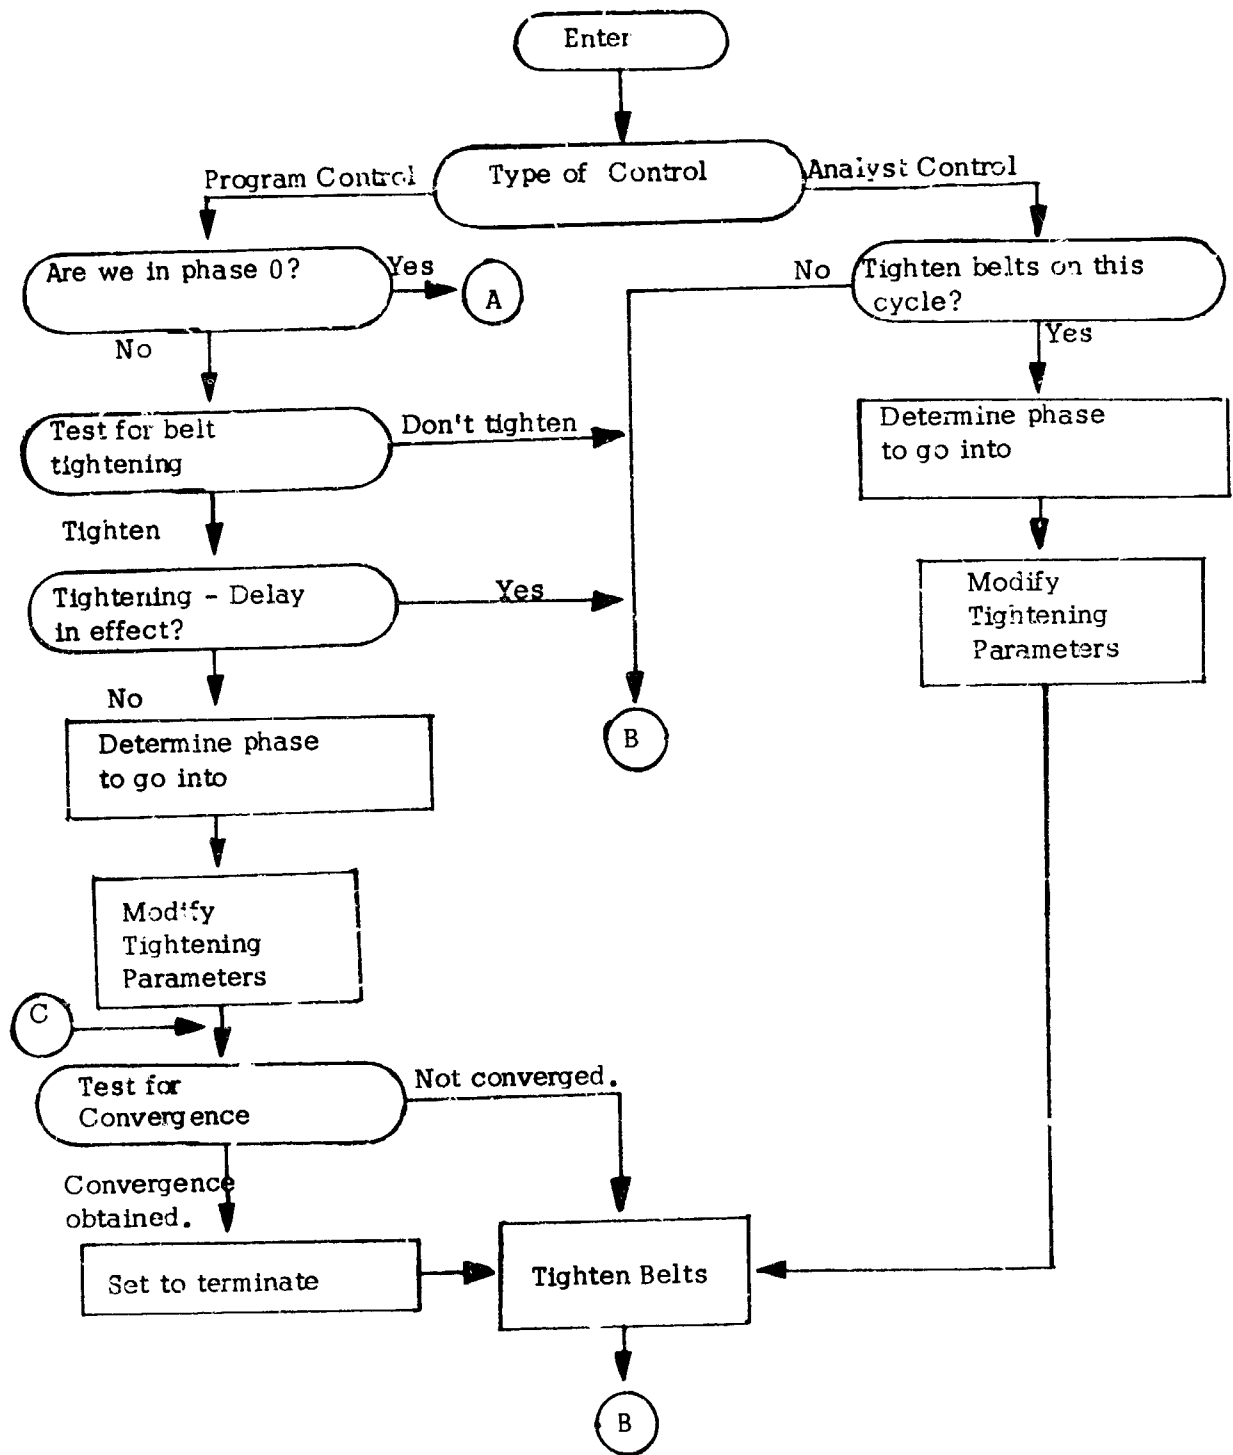 Enter
Type of Control
Program Control
Analyst Control
Are we in phase 0?
Yes
A
No
Tighten belts on this
cycle?
No
Yes
Test for belt
tightening
Don't tighten
Determine phase
to go into
Tighten
Tightening - Delay
in effect?
Yes
Modify
Tightening
Parameters
No
B
Determine phase
to go into
Modify
Tightening
Parameters
C
Test for
Convergence
Not converged.
Convergence
obtained.
Set to terminate
Tighten Belts
B